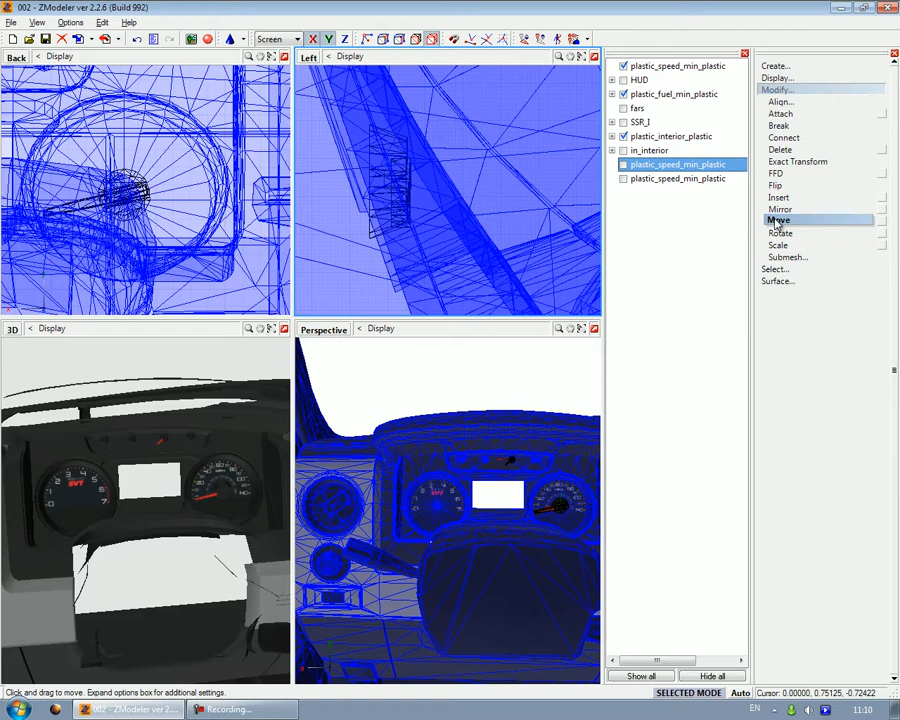 002 - ZModeler ver 2.2.6 (Build 992)
File View Options Edit Help
Screen X Y Z
Back < Display
Left < Display
3D < Display
Perspective < Display
SVT
plastic_speed_min_plastic
HUD
plastic_fuel_min_plastic
fars
SSR_I
plastic_interior_plastic
in_interior
plastic_speed_min_plastic
plastic_speed_min_plastic
Create...
Display...
Modify...
Align...
Attach
Break
Connect
Delete
Exact Transform
FFD
Flip
Insert
Mirror
Move
Rotate
Scale
Submesh...
Select...
Surface...
Show all Hide all
Click and drag to move. Expand options box for additional settings.
SELECTED MODE Auto Cursor: 0.00000, 0.75125, -0.72422
002 - ZModeler ver 2.2.6 (B... Recording...
EN 11:10